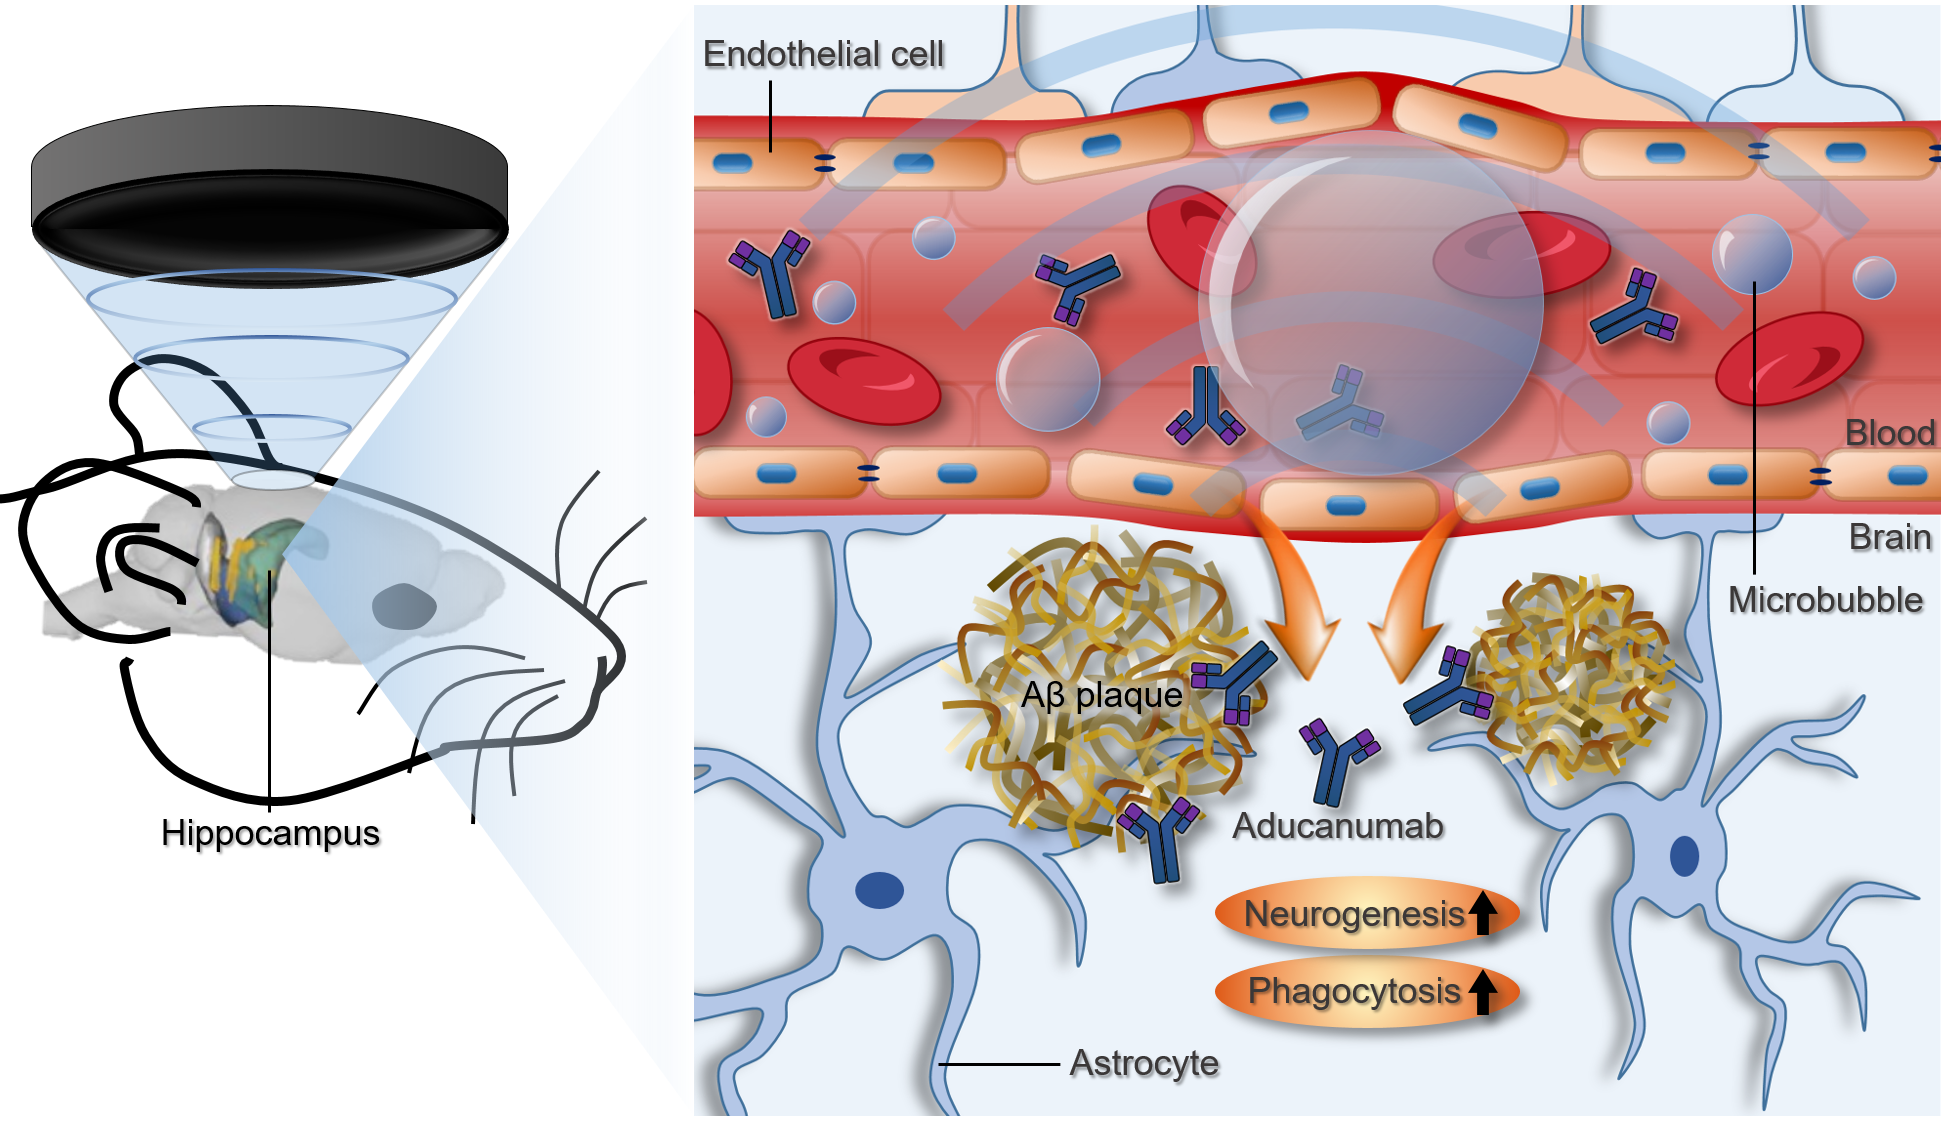 Endothelial cell
Blood
Brain
Microbubble
Aβ plaque
Aducanumab
Hippocampus
Neurogenesis
Phagocytosis
Astrocyte